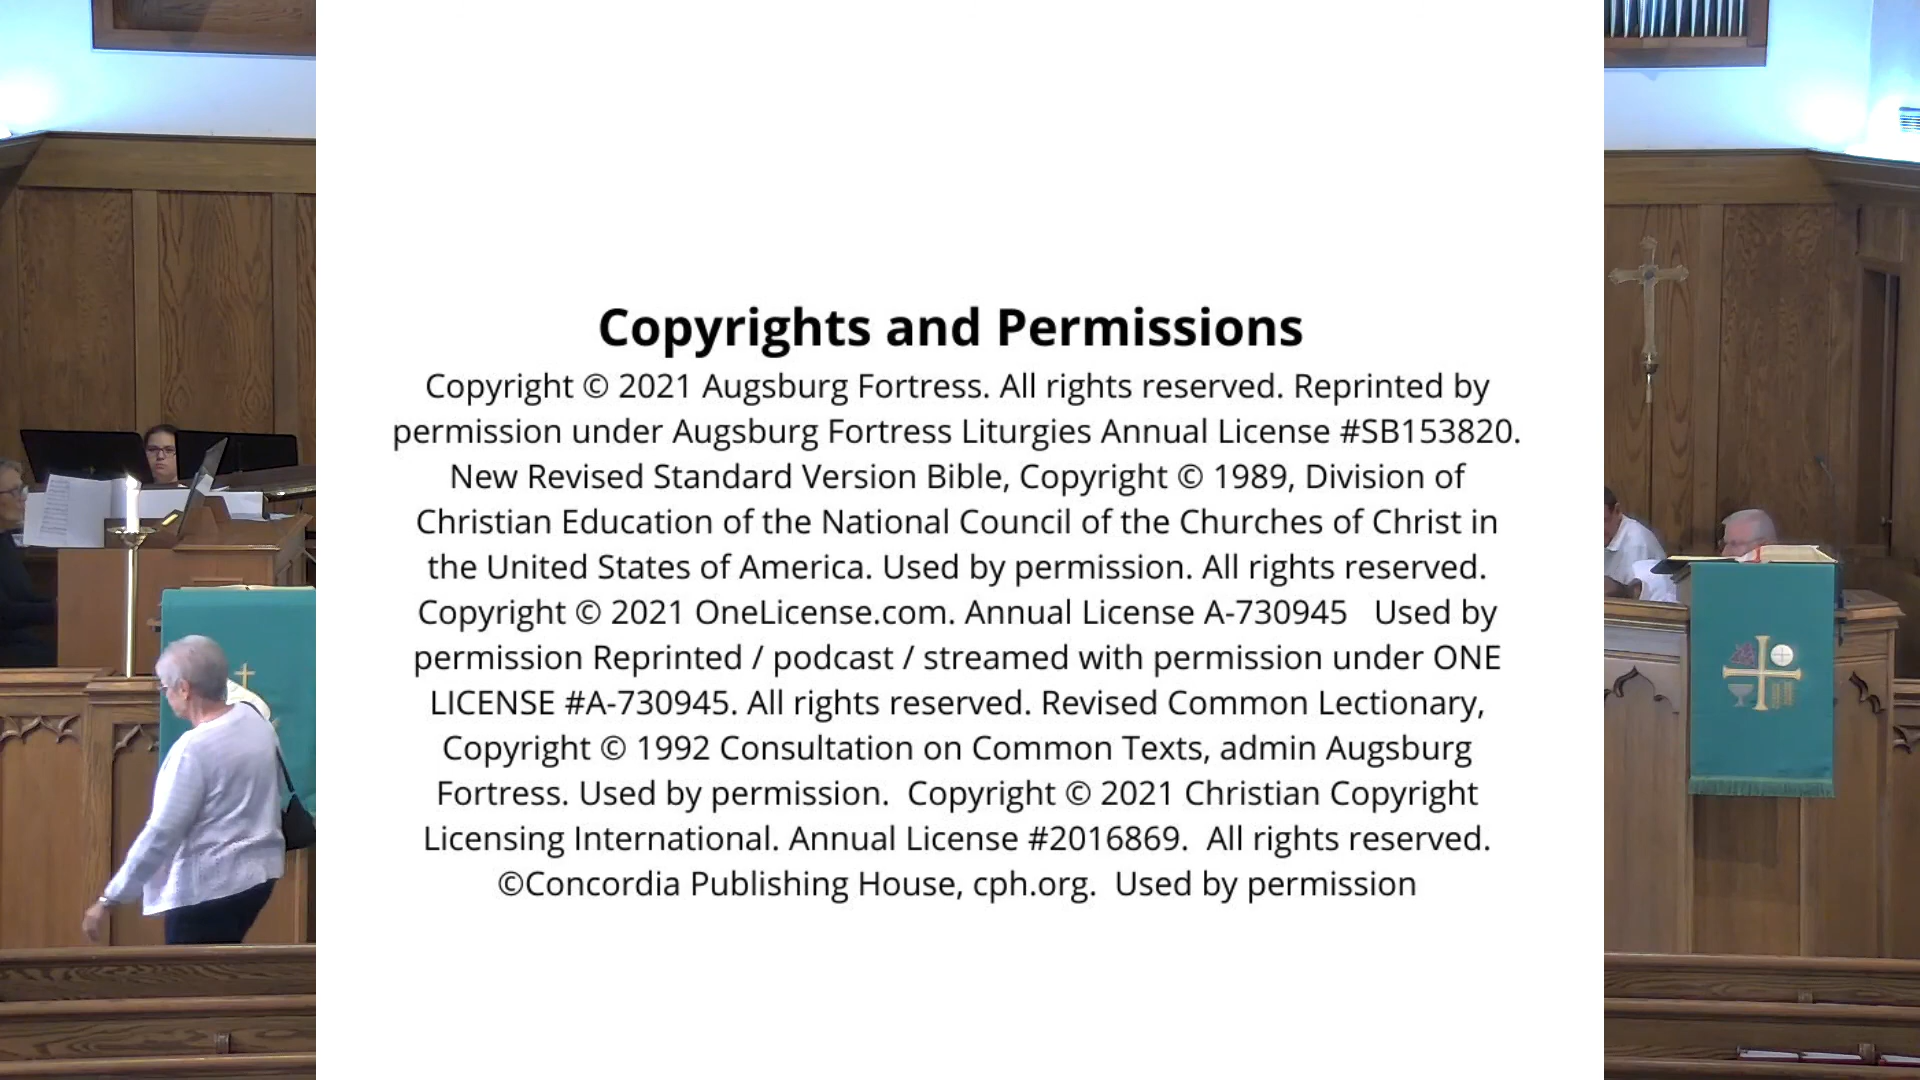 Copyrights and Permissions
Copyright © 2021 Augsburg Fortress. All rights reserved. Reprinted by
permission under Augsburg Fortress Liturgies Annual License #SB153820.
New Revised Standard Version Bible, Copyright © 1989, Division of
Christian Education of the National Council of the Churches of Christ in
the United States of America. Used by permission. All rights reserved.
Copyright © 2021 OneLicense.com. Annual License A-730945   Used by
permission Reprinted / podcast / streamed with permission under ONE
LICENSE #A-730945. All rights reserved. Revised Common Lectionary,
Copyright © 1992 Consultation on Common Texts, admin Augsburg
Fortress. Used by permission.  Copyright © 2021 Christian Copyright
Licensing International. Annual License #2016869.  All rights reserved.
©Concordia Publishing House, cph.org.  Used by permission